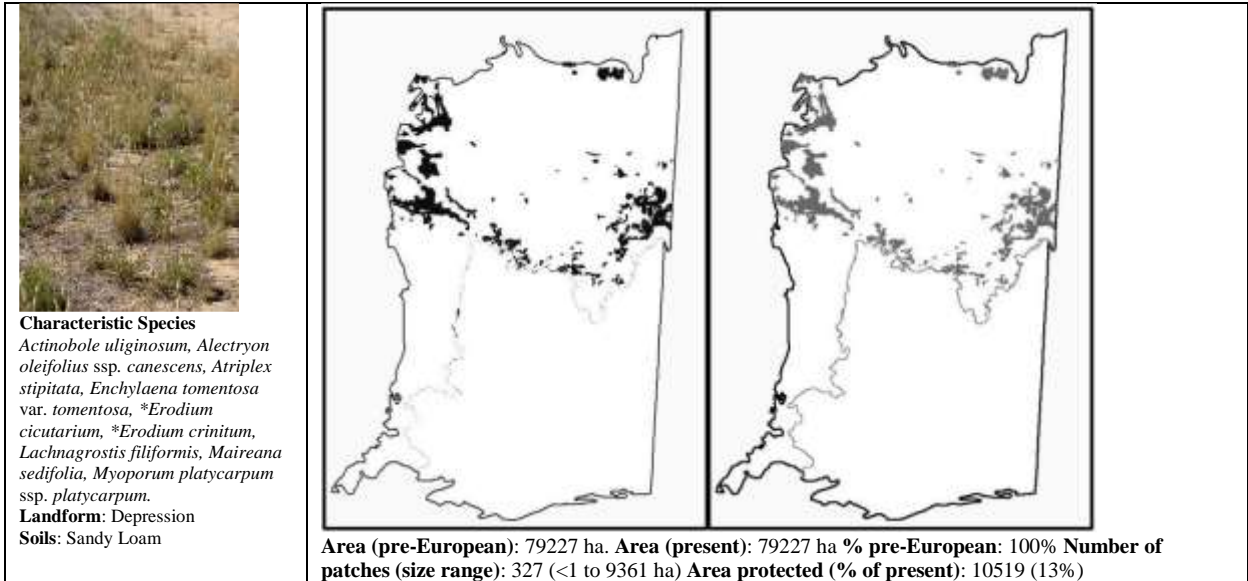 Characteristic Species
Actinobole uliginosum, Alectryon
oleifolius ssp. canescens, Atriplex
stipitata, Enchylaena tomentosa
var. tomentosa, *Erodium
cicutarium, *Erodium crinitum,
Lachnagrostis filiformis, Maireana
sedifolia, Myoporum platycarpum
ssp. platycarpum.
Landform: Depression
Soils: Sandy Loam
Area (pre-European): 79227 ha. Area (present): 79227 ha % pre-European: 100% Number of
patches (size range): 327 (<1 to 9361 ha) Area protected (% of present): 10519 (13%)